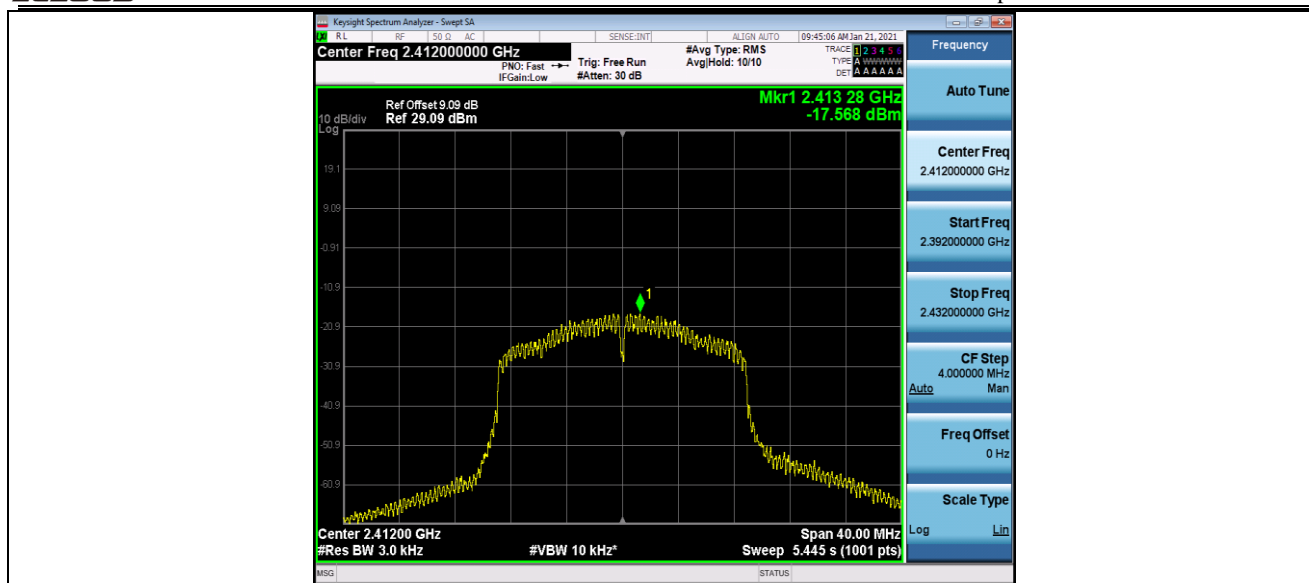 Keysight Spectrum Analyzer - Swept SA
RL RF 50 Ω AC SENSE:INT ALIGN AUTO 09:45:06 AM Jan 21, 2021
Center Freq 2.412000000 GHz
PNO: Fast
IFGain:Low
Trig: Free Run
#Atten: 30 dB
#Avg Type: RMS
Avg|Hold: 10/10
TRACE 1 2 3 4 5 6
TYPE A WWWWW
DET A A A A A A
Frequency
Auto Tune
Center Freq
2.412000000 GHz
Start Freq
2.392000000 GHz
Stop Freq
2.432000000 GHz
CF Step
4.000000 MHz
Auto Man
Freq Offset
0 Hz
Scale Type
Log Lin
Mkr1 2.413 28 GHz
-17.568 dBm
Ref Offset 9.09 dB
10 dB/div Ref 29.09 dBm
Log
19.1
9.09
-0.91
-10.9
1
-20.9
-30.9
-40.9
-50.9
-60.9
Center 2.41200 GHz Span 40.00 MHz
#Res BW 3.0 kHz #VBW 10 kHz* Sweep 5.445 s (1001 pts)
MSG STATUS